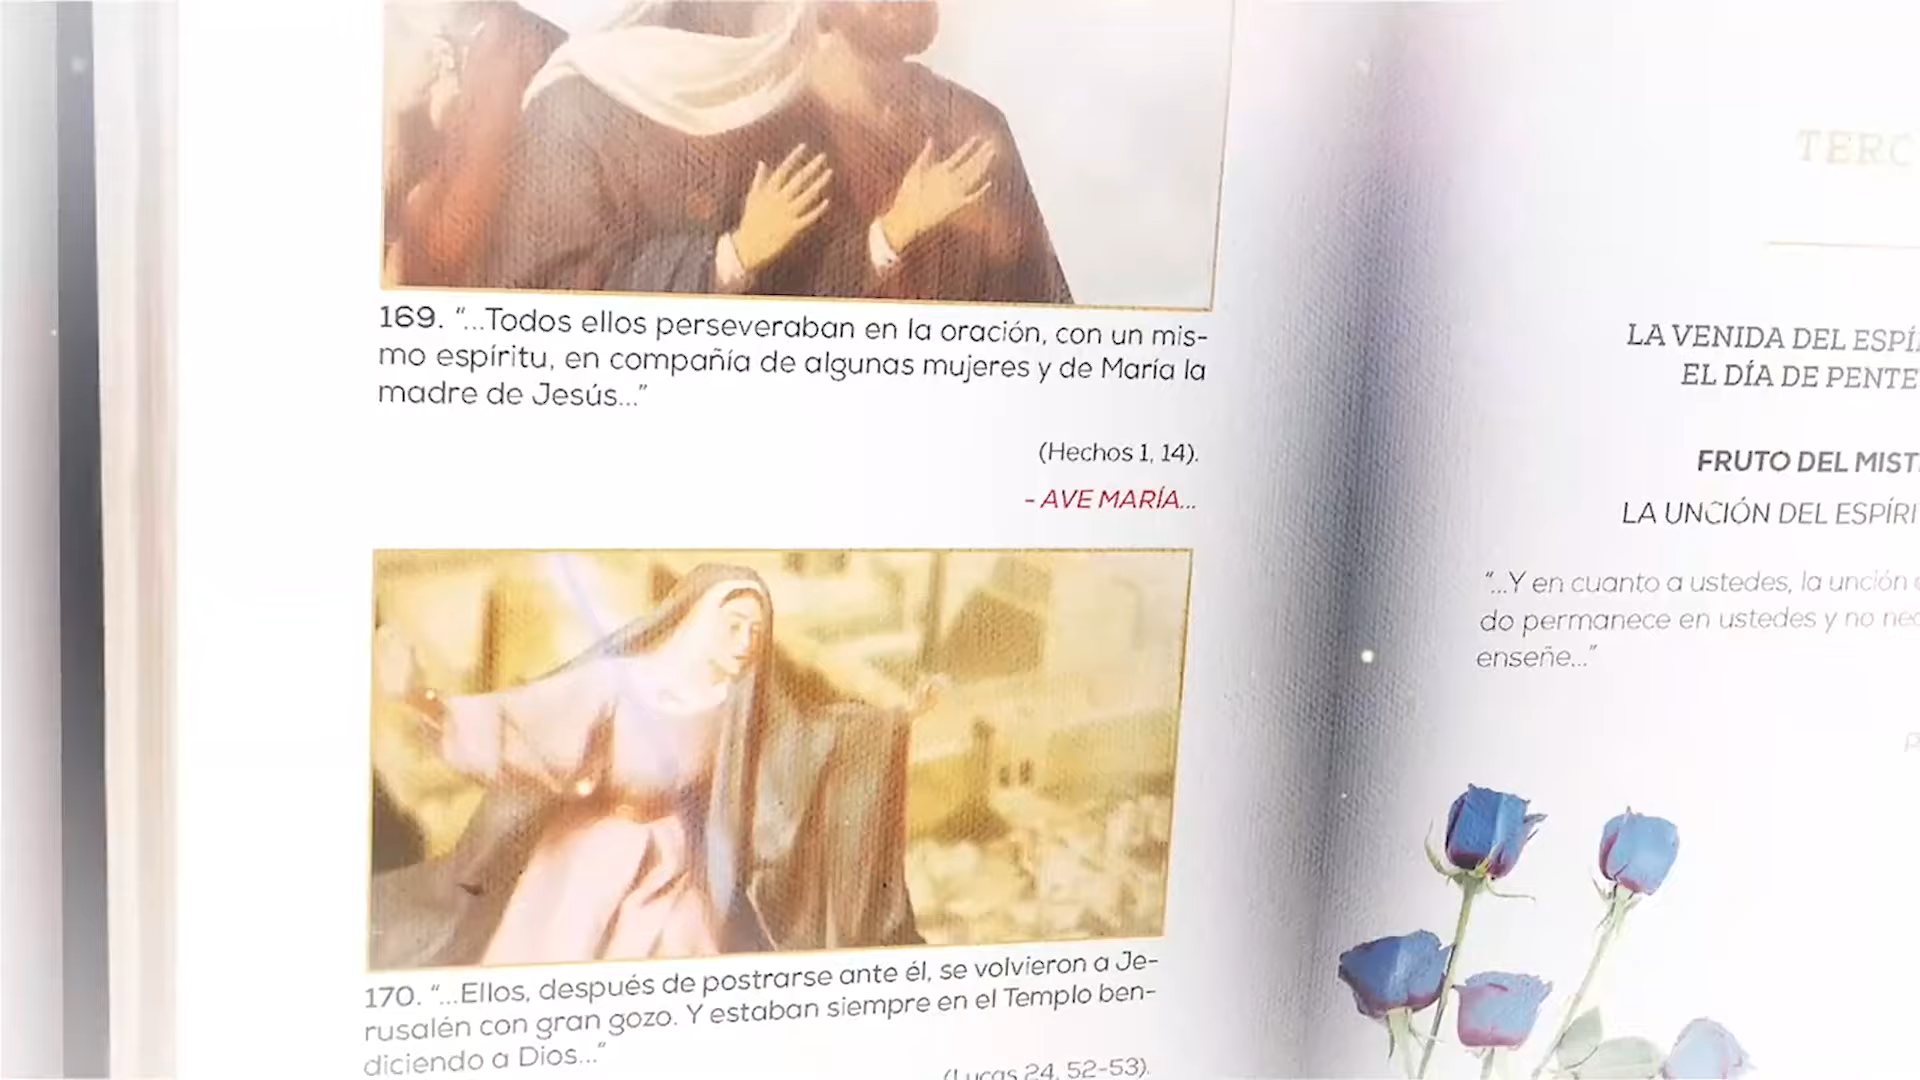 169. “...Todos ellos perseveraban en la oración, con un mis-
mo espíritu, en compañía de algunas mujeres y de María la
madre de Jesús...”
(Hechos 1, 14).
- AVE MARÍA...
170. “...Ellos, después de postrarse ante él, se volvieron a Je-
rusalén con gran gozo. Y estaban siempre en el Templo ben-
diciendo a Dios...”
(Lucas 24, 52-53).
TERC
LA VENIDA DEL ESPÍ
EL DÍA DE PENTE
FRUTO DEL MIST
LA UNCIÓN DEL ESPÍRI
“...Y en cuanto a ustedes, la unción
do permanece en ustedes y no nec
enseñe...”